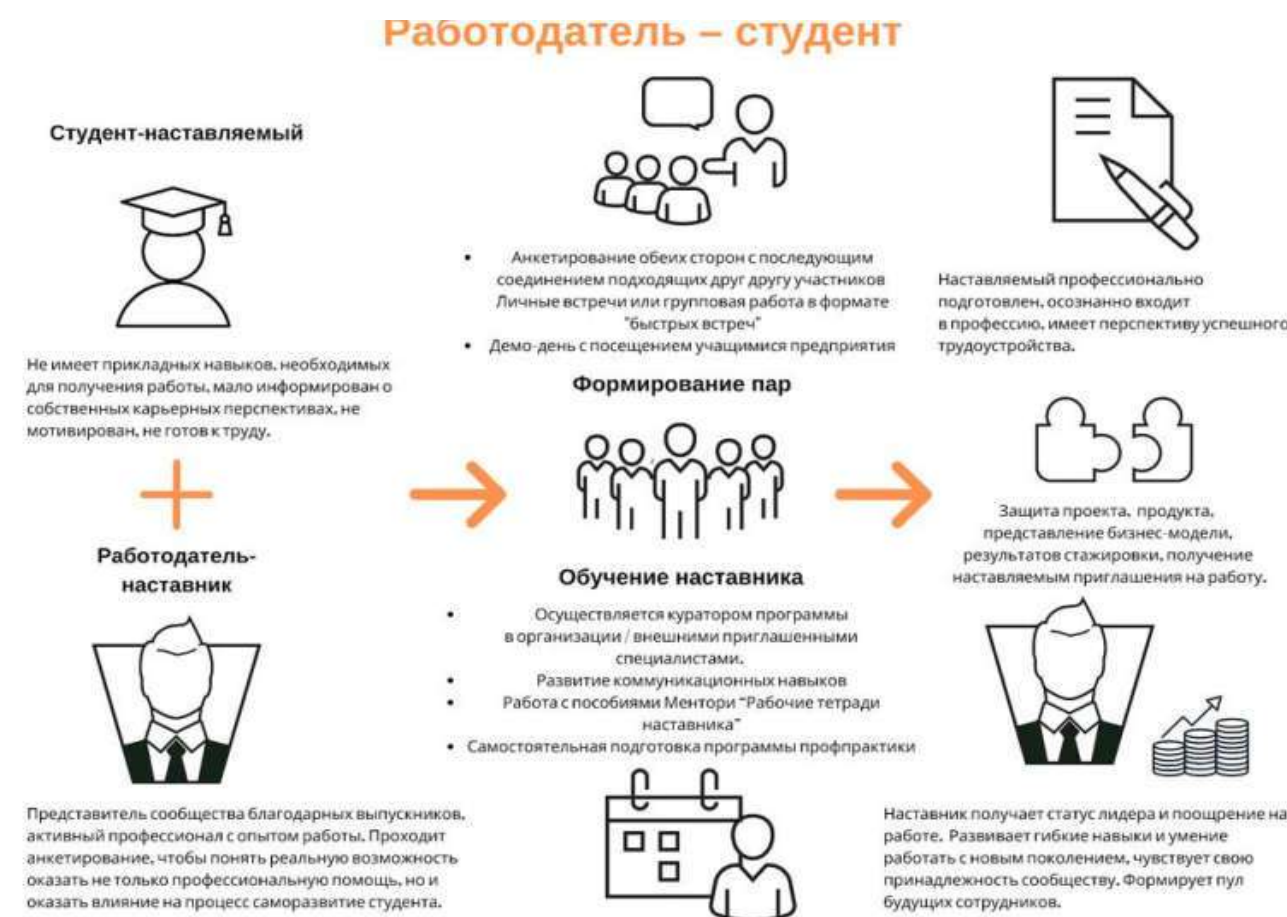 Работодатель – студент
Студент-наставляемый
Не имеет прикладных навыков, необходимых
для получения работы, мало информирован о
собственных карьерных перспективах, не
мотивирован, не готов к труду.
Работодатель-
наставник
Представитель сообщества благодарных выпускников,
активный профессионал с опытом работы. Проходит
анкетирование, чтобы понять реальную возможность
оказать не только профессиональную помощь, но и
оказать влияние на процесс саморазвитие студента.
• Анкетирование обеих сторон с последующим
соединением подходящих друг другу участников
Личные встречи или групповая работа в формате
"быстрых встреч"
• Демо-день с посещением учащимися предприятия
Формирование пар
Обучение наставника
• Осуществляется куратором программы
в организации / внешними приглашенными
специалистами.
• Развитие коммуникационных навыков
• Работа с пособиями Ментори "Рабочие тетради
наставника"
• Самостоятельная подготовка программы профпрактики
Наставляемый профессионально
подготовлен, осознанно входит
в профессию, имеет перспективу успешного
трудоустройства.
Защита проекта, продукта,
представление бизнес-модели,
результатов стажировки, получение
наставляемым приглашения на работу.
Наставник получает статус лидера и поощрение на
работе. Развивает гибкие навыки и умение
работать с новым поколением, чувствует свою
принадлежность сообществу. Формирует пул
будущих сотрудников.